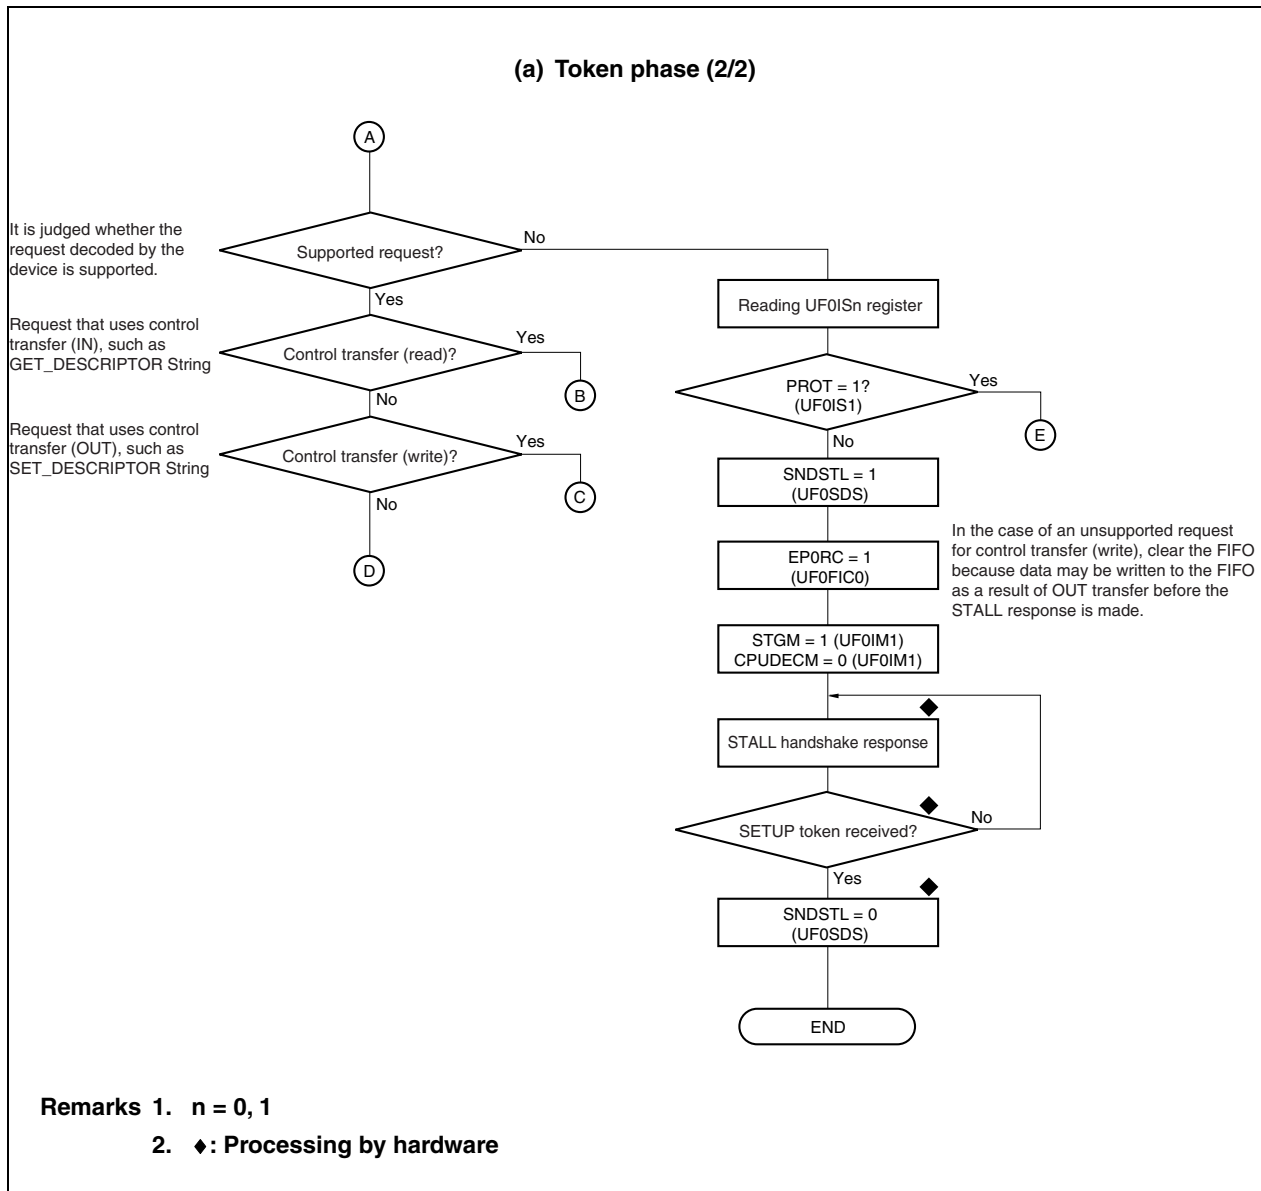 (a) Token phase (2/2)
A
It is judged whether the
request decoded by the
device is supported.
Supported request?
No
Yes
Reading UF0ISn register
Request that uses control
transfer (IN), such as
GET_DESCRIPTOR String
Control transfer (read)?
Yes
B
No
PROT = 1?
(UF0IS1)
Yes
E
No
Request that uses control
transfer (OUT), such as
SET_DESCRIPTOR String
Control transfer (write)?
Yes
C
No
D
SNDSTL = 1
(UF0SDS)
EP0RC = 1
(UF0FIC0)
In the case of an unsupported request
for control transfer (write), clear the FIFO
because data may be written to the FIFO
as a result of OUT transfer before the
STALL response is made.
STGM = 1 (UF0IM1)
CPUDECM = 0 (UF0IM1)
◆
STALL handshake response
◆
SETUP token received?
No
Yes
◆
SNDSTL = 0
(UF0SDS)
END
Remarks 1. n = 0, 1
2. ◆: Processing by hardware